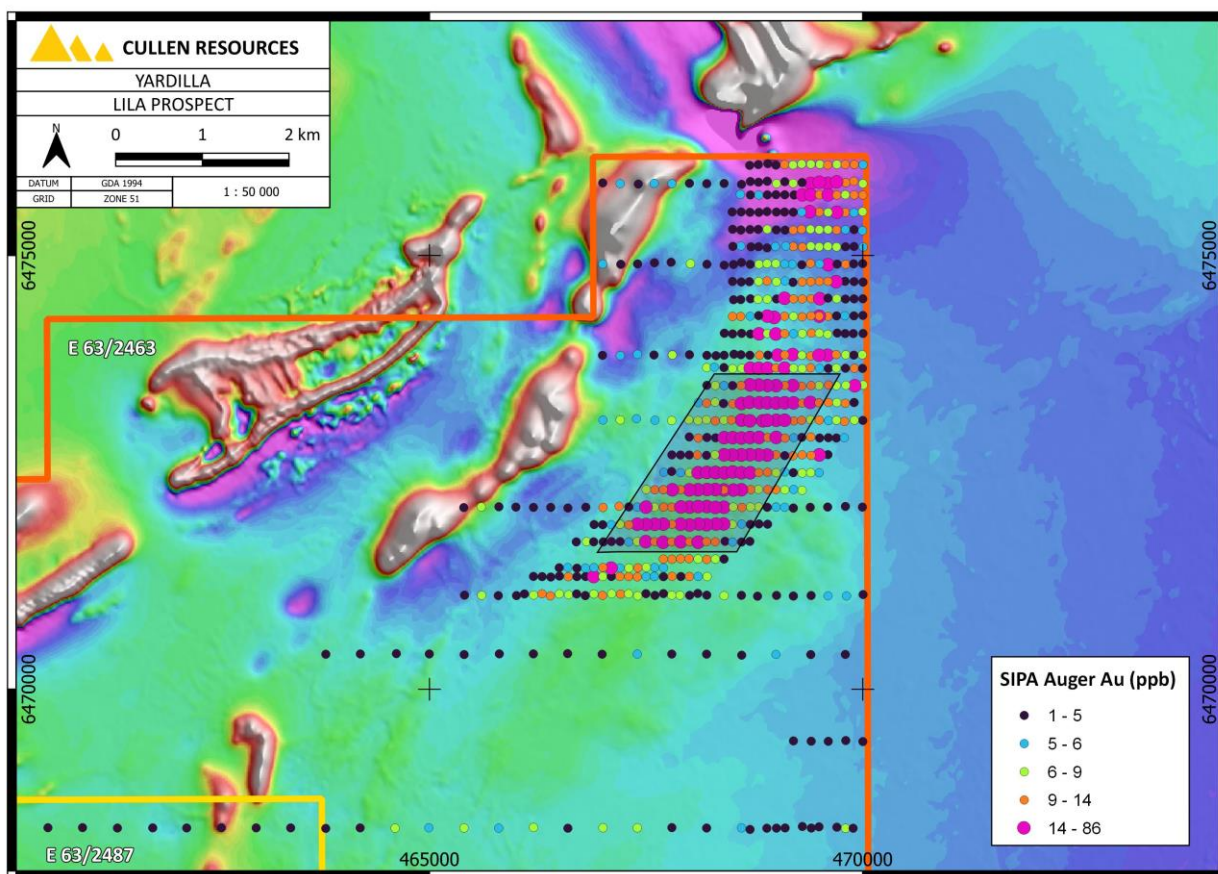 CULLEN RESOURCES
YARDILLA
LILA PROSPECT
N
0 1 2 km
DATUM GDA 1994
GRID ZONE 51
1 : 50 000
6475000
6475000
E 63/2463
6470000
6470000
SIPA Auger Au (ppb)
1 - 5
5 - 6
6 - 9
9 - 14
14 - 86
E 63/2487
465000
470000